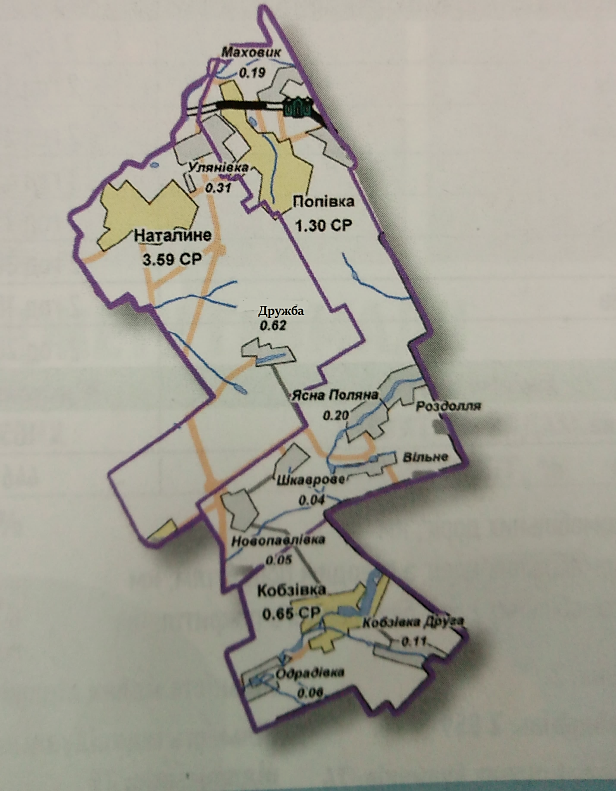 Маховик
0.19
Улянівка
0.31
Попівка
1.30 СР
Наталине
3.59 СР
Дружба
0.62
Ясна Поляна
0.20
Роздолля
Вільне
Шкаврове
0.04
Новопавлівка
0.05
Кобзівка
0.65 СР
Кобзівка Друга
0.11
Одрадівка
0.06